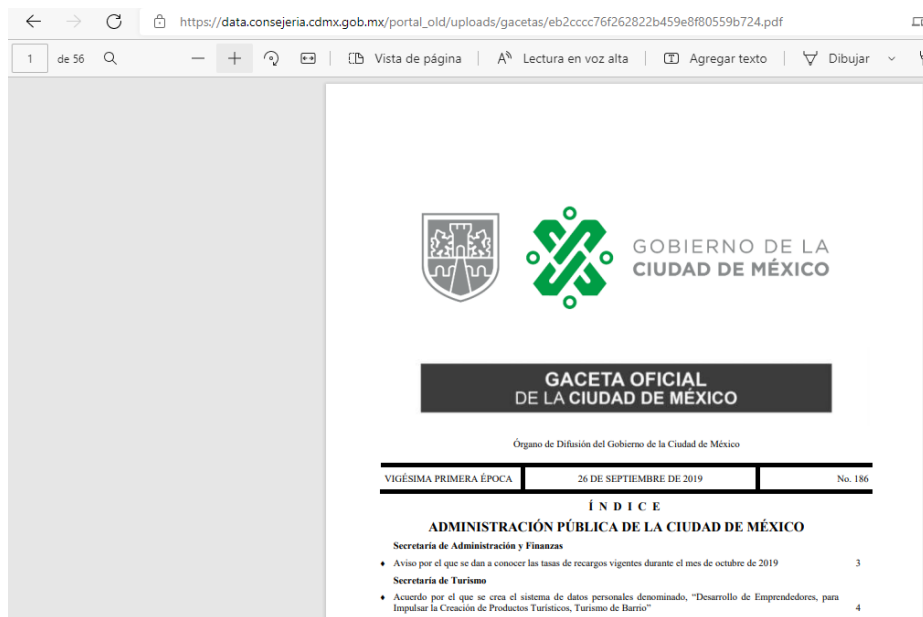 https://data.consejeria.cdmx.gob.mx/portal_old/uploads/gacetas/eb2cccc76f262822b459e8f80559b724.pdf
1 de 56 Vista de página Lectura en voz alta Agregar texto Dibujar
GOBIERNO DE LA
CIUDAD DE MÉXICO
GACETA OFICIAL
DE LA CIUDAD DE MÉXICO
Órgano de Difusión del Gobierno de la Ciudad de México
VIGÉSIMA PRIMERA ÉPOCA 26 DE SEPTIEMBRE DE 2019 No. 186
Í N D I C E
ADMINISTRACIÓN PÚBLICA DE LA CIUDAD DE MÉXICO
Secretaría de Administración y Finanzas
♦ Aviso por el que se dan a conocer las tasas de recargos vigentes durante el mes de octubre de 2019 3
Secretaría de Turismo
♦ Acuerdo por el que se crea el sistema de datos personales denominado, “Desarrollo de Emprendedores, para
Impulsar la Creación de Productos Turísticos, Turismo de Barrio” 4